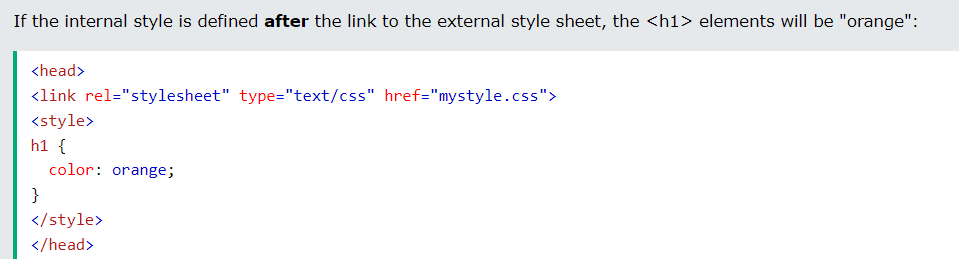 If the internal style is defined after the link to the external style sheet, the <h1> elements will be "orange":
<head>
<link rel="stylesheet" type="text/css" href="mystyle.css">
<style>
h1 {
  color: orange;
}
</style>
</head>